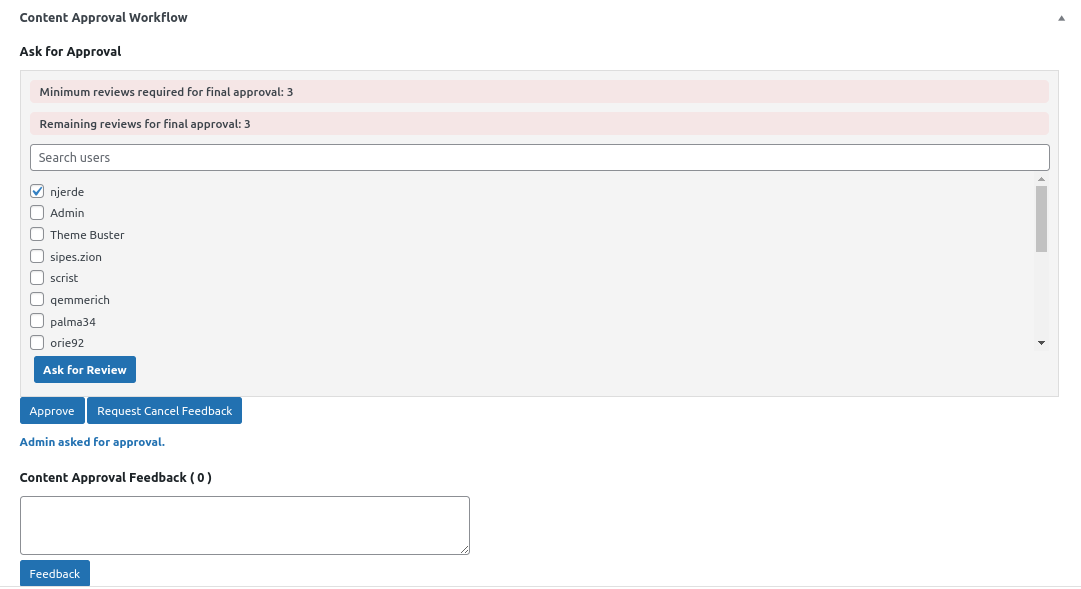 Content Approval Workflow
Ask for Approval
Minimum reviews required for final approval: 3
Remaining reviews for final approval: 3
Search users
njerde
Admin
Theme Buster
sipes.zion
scrist
qemmerich
palma34
orie92
Ask for Review
Approve Request Cancel Feedback
Admin asked for approval.
Content Approval Feedback ( 0 )
Feedback